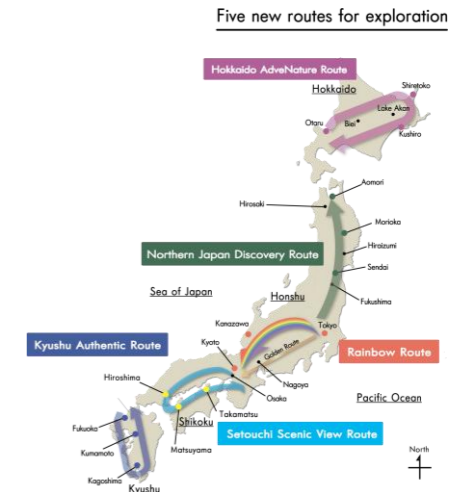 Five new routes for exploration
Hokkaido AdveNature Route
Hokkaido
Shiretoko
Lake Akan
Biei
Otaru
Kushiro
Aomori
Hirosaki
Morioka
Hiraizumi
Northern Japan Discovery Route
Sendai
Sea of Japan
Honshu
Fukushima
Kanazawa
Tokyo
Kyoto
Golden Route
Kyushu Authentic Route
Rainbow Route
Hiroshima
Nagoya
Osaka
Pacific Ocean
Takamatsu
Shikoku
Fukuoka
Setouchi Scenic View Route
Matsuyama
Kumamoto
North
Kagoshima
Kyushu